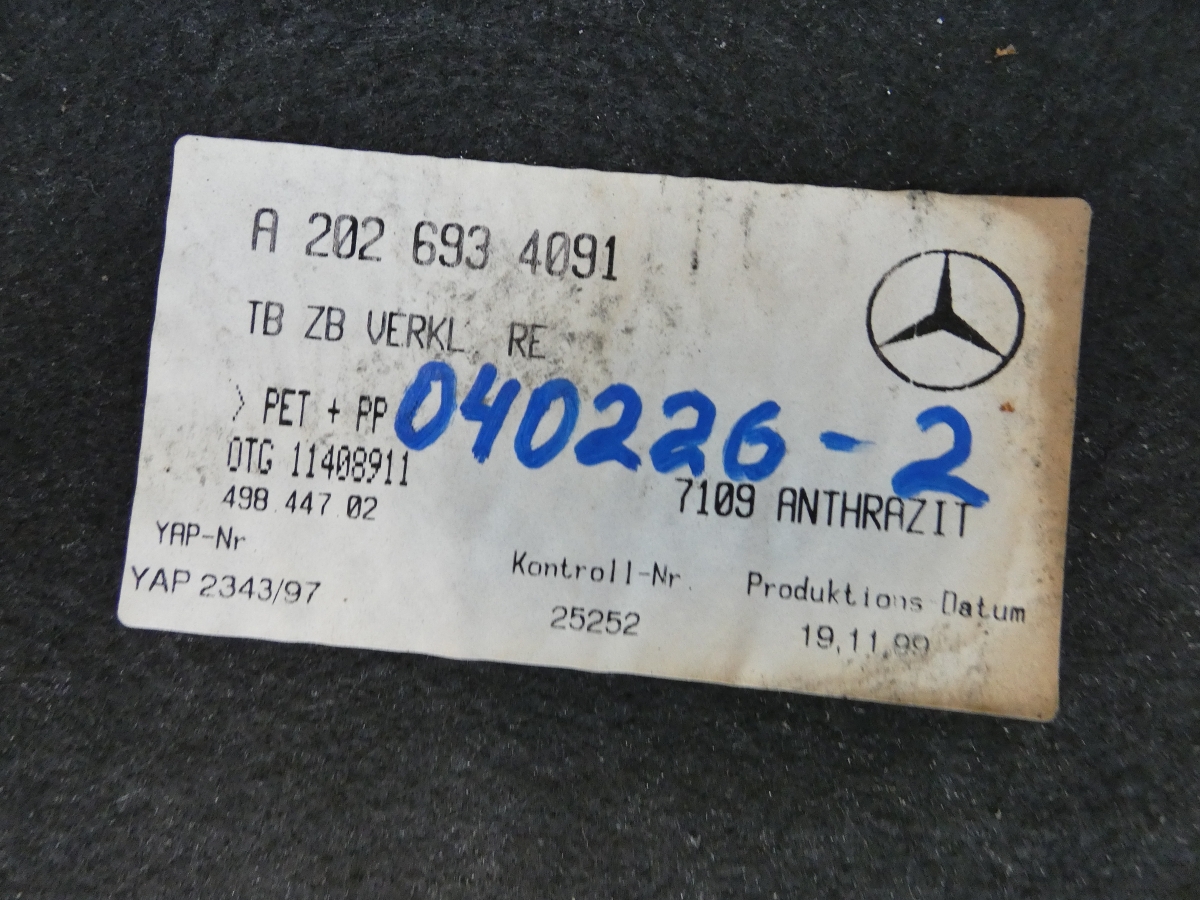 A 202 693 4091
TB ZB VERKL RE
> PET + PP
040226-2
OTG 11408911
498 447 02
7109 ANTHRAZIT
YAP-Nr
YAP 2343/97
Kontroll-Nr.
25252
Produktions Datum
19.11.99